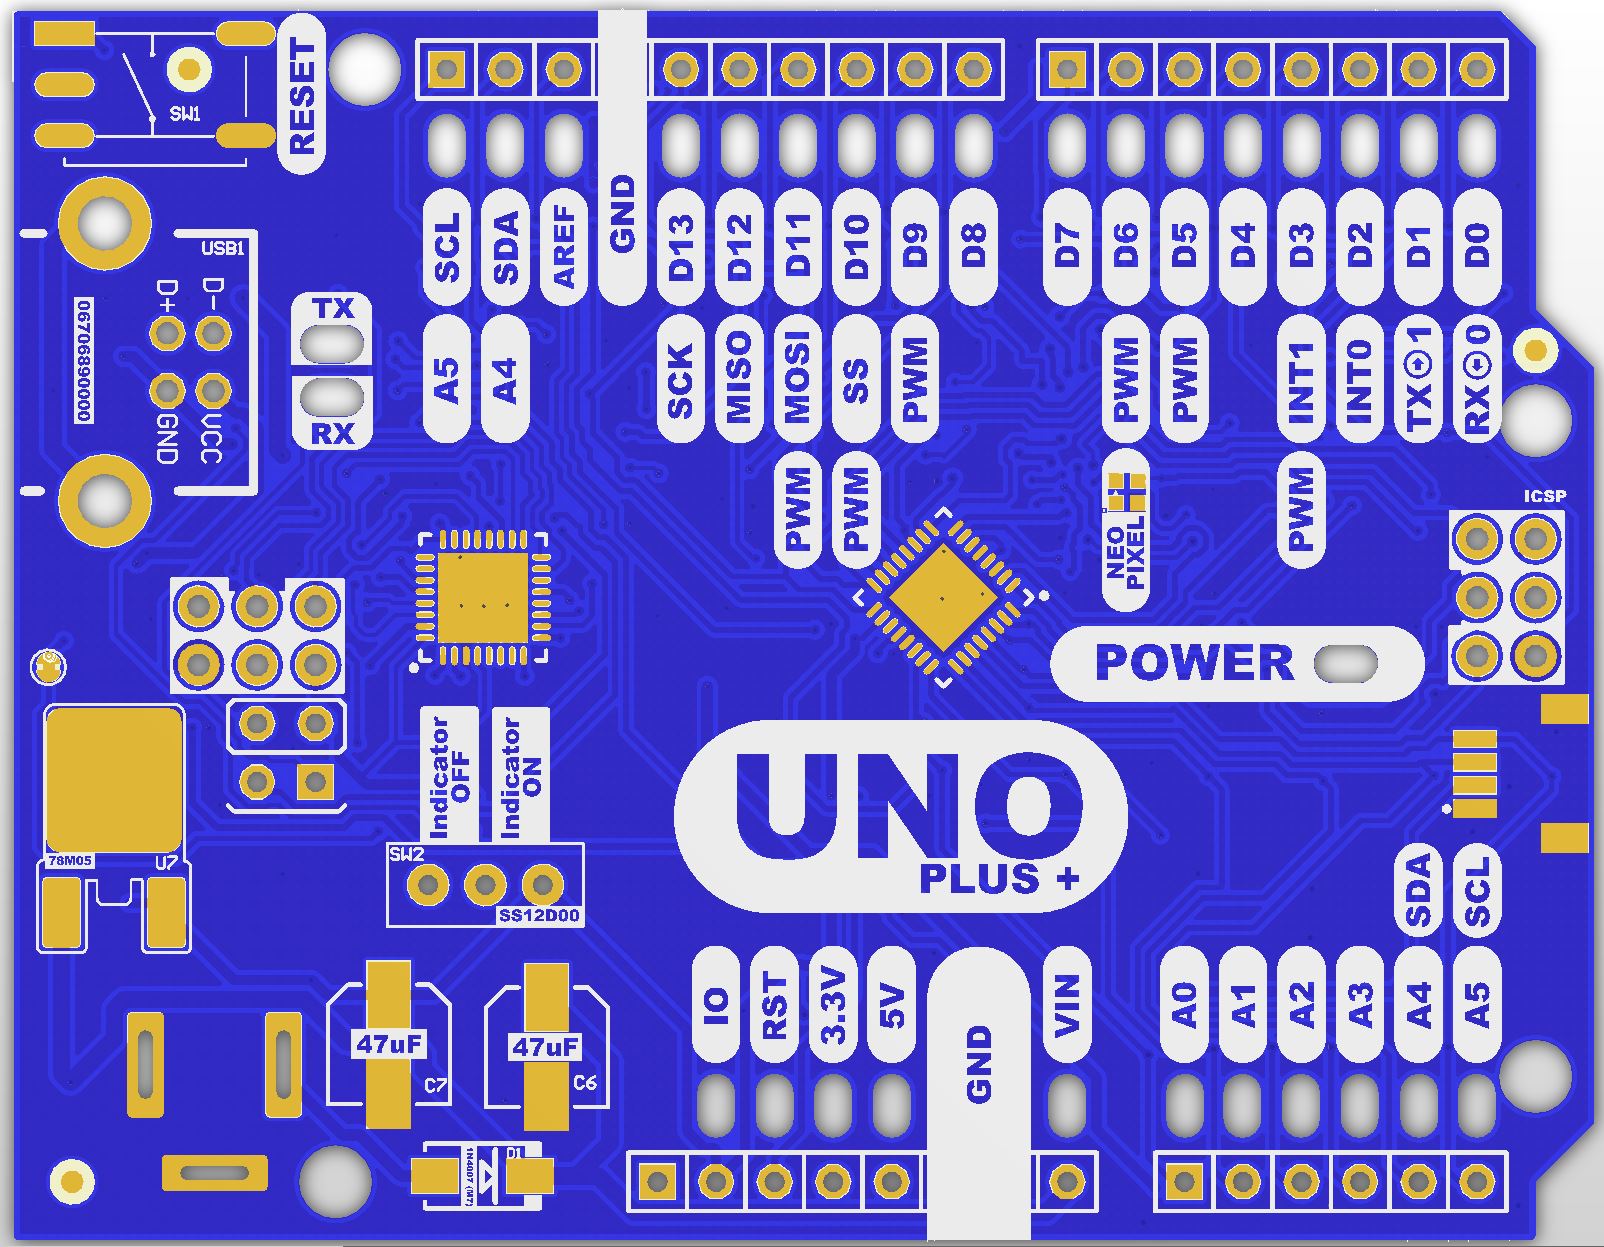 RESET
SW1
GND
SCL
SDA
AREF
D13
D12
D11
D10
D9
D8
D7
D6
D5
D4
D3
D2
D1
D0
USB1
D+
D-
0670689000
GND
VCC
TX
RX
A5
A4
SCK
MISO
MOSI
SS
PWM
PWM
PWM
INT1
INT0
TX 1
RX 0
PWM
PWM
NEO
PIXEL
PWM
ICSP
POWER
Indicator
OFF
Indicator
ON
UNO
PLUS +
78M05
U7
SW2
SS12D00
SDA
SCL
IO
RST
3.3V
5V
GND
VIN
A0
A1
A2
A3
A4
A5
47uF
C7
47uF
C6
D1